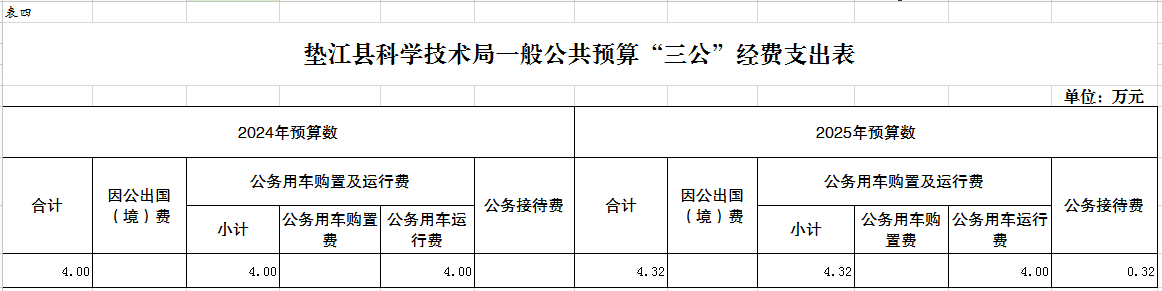 表四
垫江县科学技术局一般公共预算“三公”经费支出表
单位：万元
2024年预算数 2025年预算数
合计 因公出国（境）费 公务用车购置及运行费 公务接待费 合计 因公出国（境）费 公务用车购置及运行费 公务接待费
小计 公务用车购置费 公务用车运行费 小计 公务用车购置费 公务用车运行费
4.00 4.00 4.00 4.32 4.32 4.00 0.32